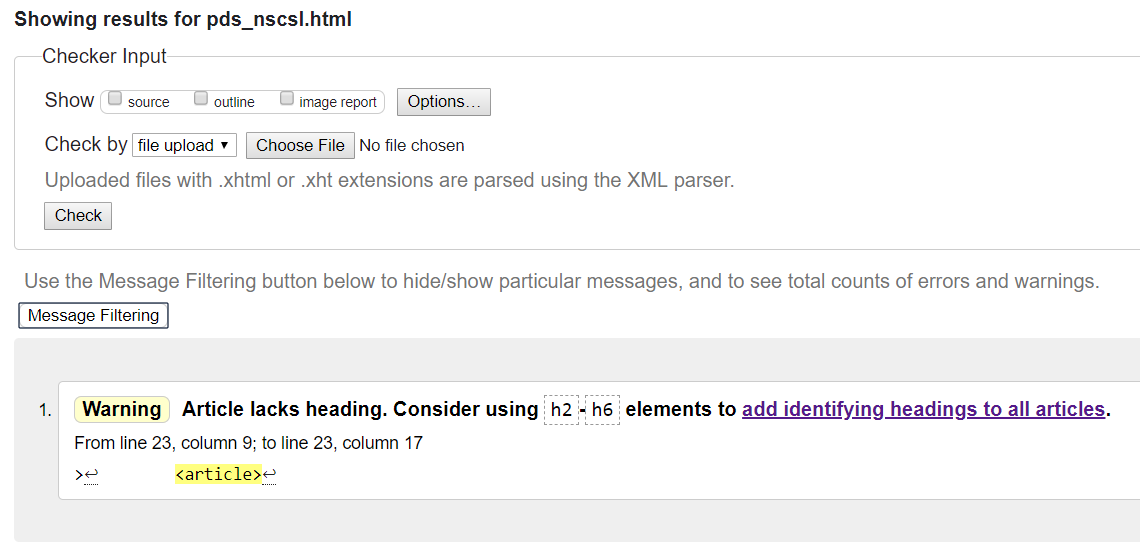 Showing results for pds_nscsl.html
Checker Input
Show source outline image report Options...
Check by file upload ▼ Choose File No file chosen
Uploaded files with .xhtml or .xht extensions are parsed using the XML parser.
Check
Use the Message Filtering button below to hide/show particular messages, and to see total counts of errors and warnings.
Message Filtering
1. Warning Article lacks heading. Consider using h2-h6 elements to add identifying headings to all articles.
From line 23, column 9; to line 23, column 17
>↩ <article>↩